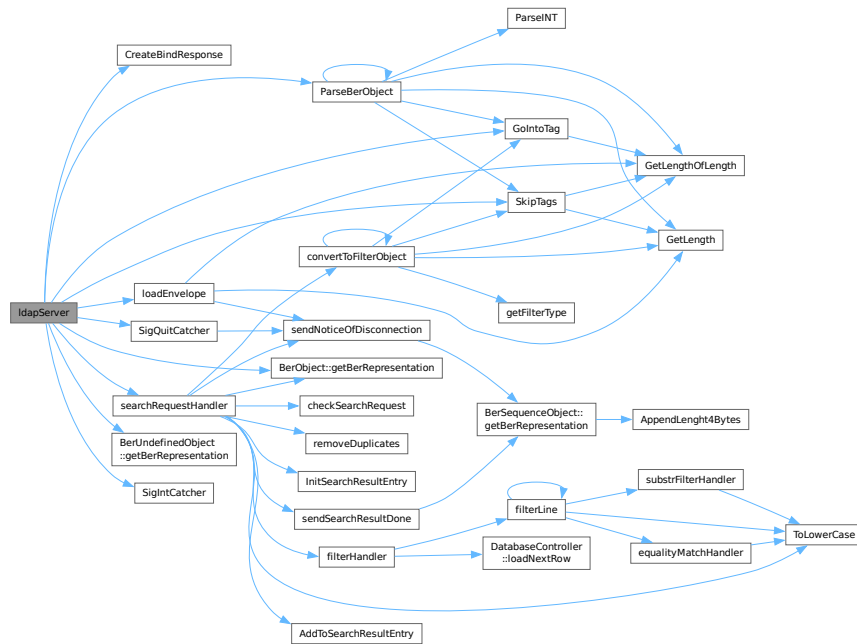 ParseINT
CreateBindResponse
ParseBerObject
GoIntoTag
GetLengthOfLength
SkipTags
GetLength
convertToFilterObject
loadEnvelope
ldapServer
getFilterType
SigQuitCatcher
sendNoticeOfDisconnection
BerObject::getBerRepresentation
searchRequestHandler
checkSearchRequest
BerSequenceObject::
getBerRepresentation
AppendLenght4Bytes
BerUndefinedObject
::getBerRepresentation
removeDuplicates
InitSearchResultEntry
substrFilterHandler
SigIntCatcher
sendSearchResultDone
filterLine
ToLowerCase
filterHandler
DatabaseController
::loadNextRow
equalityMatchHandler
AddToSearchResultEntry